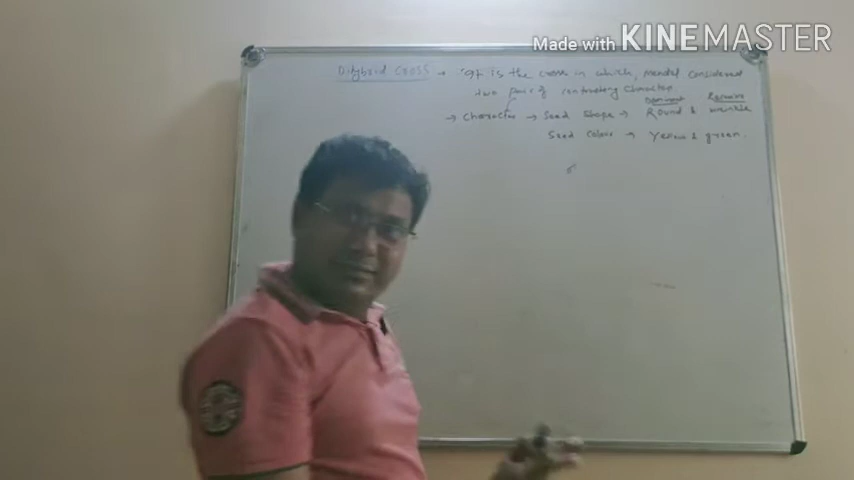 Made with KINEMASTER
Dihybrid Cross → "It is the cross in which, mendel considered
two pairs of contrasting character
Dominant Recessive
→ Character → Seed Shape → Round & wrinkle
Seed Colour → Yellow & green.